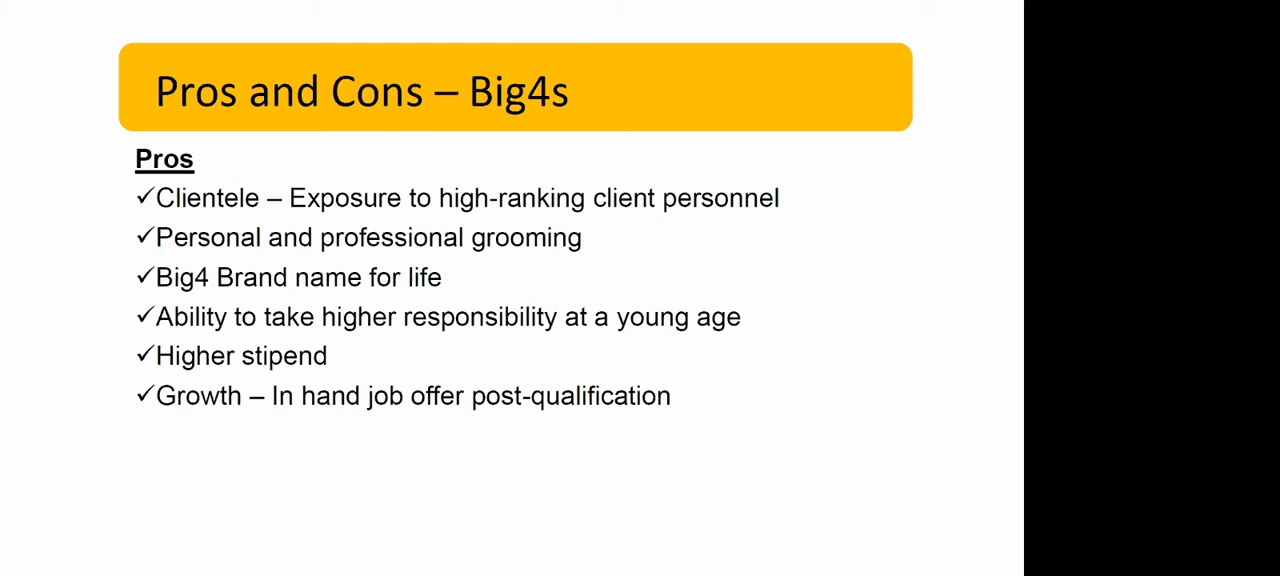 Pros and Cons – Big4s
Pros
✓Clientele – Exposure to high-ranking client personnel
✓Personal and professional grooming
✓Big4 Brand name for life
✓Ability to take higher responsibility at a young age
✓Higher stipend
✓Growth – In hand job offer post-qualification